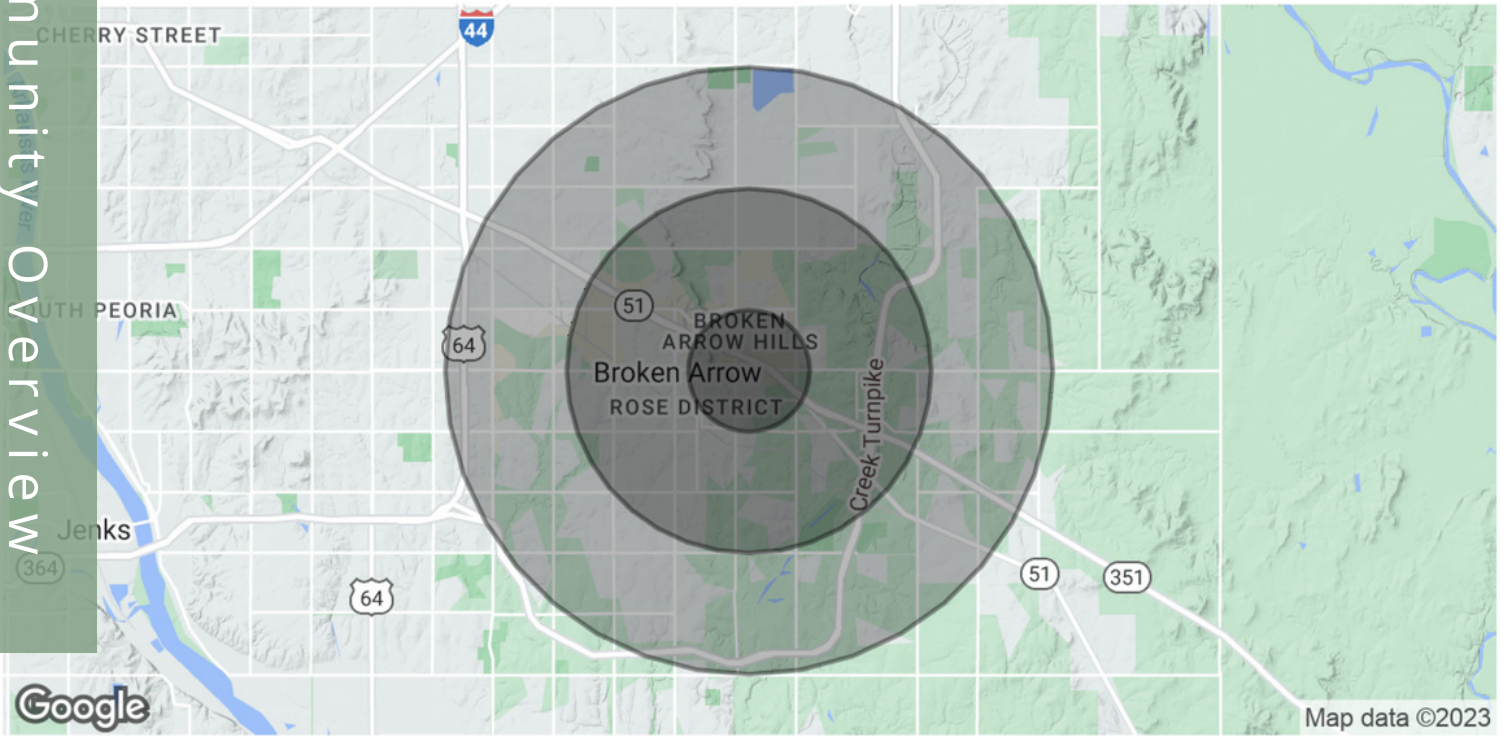 munity Overview
CHERRY STREET
44
OUTH PEORIA
51
64
BROKEN
ARROW HILLS
Broken Arrow
ROSE DISTRICT
Creek Turnpike
Jenks
364
64
51
351
Google
Map data ©2023